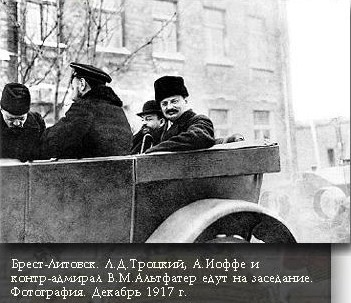 Брест-Литовск. Л.Д.Троцкий, А.Иоффе и
контр-адмирал В.М.Альтфатер едут на заседание.
Фотография. Декабрь 1917 г.